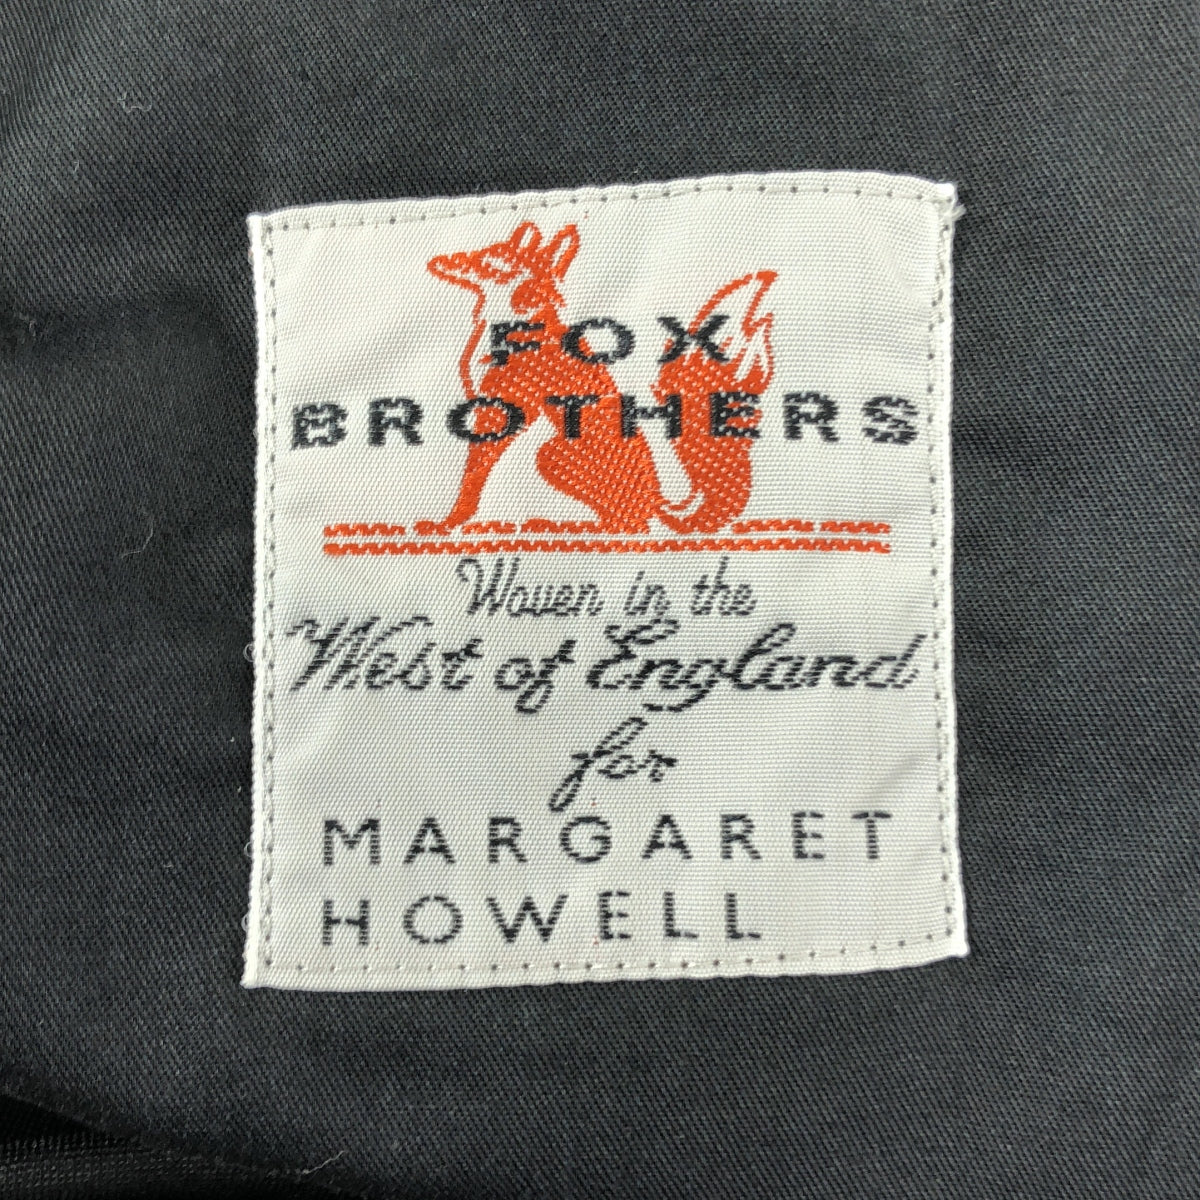 FOX
BROTHERS
Woven in the
West of England
for
MARGARET
HOWELL